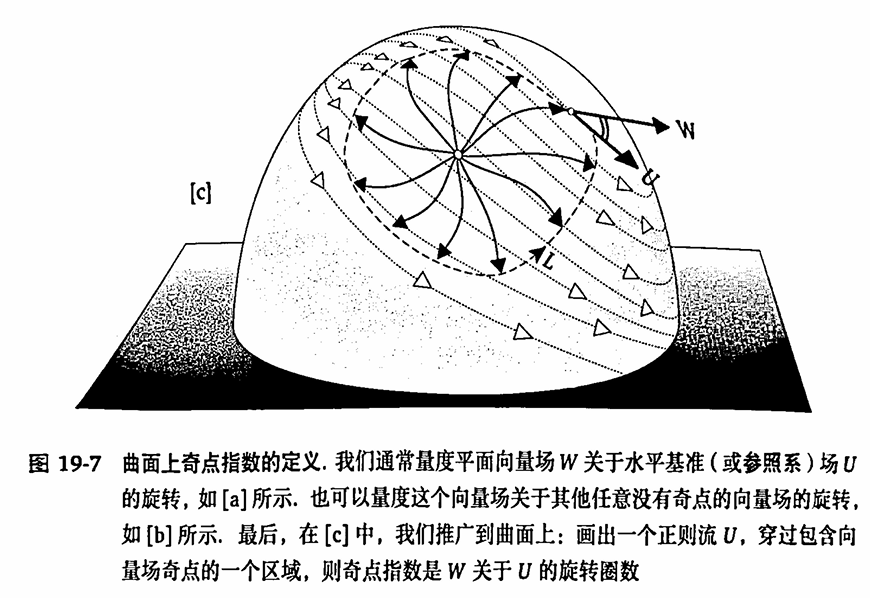 W
U
[c]
L
图 19-7 曲面上奇点指数的定义. 我们通常量度平面向量场 W 关于水平基准（或参照系）场 U
的旋转，如 [a] 所示. 也可以量度这个向量场关于其他任意没有奇点的向量场的旋转，
如 [b] 所示. 最后，在 [c] 中，我们推广到曲面上：画出一个正则流 U，穿过包含向
量场奇点的一个区域，则奇点指数是 W 关于 U 的旋转圈数